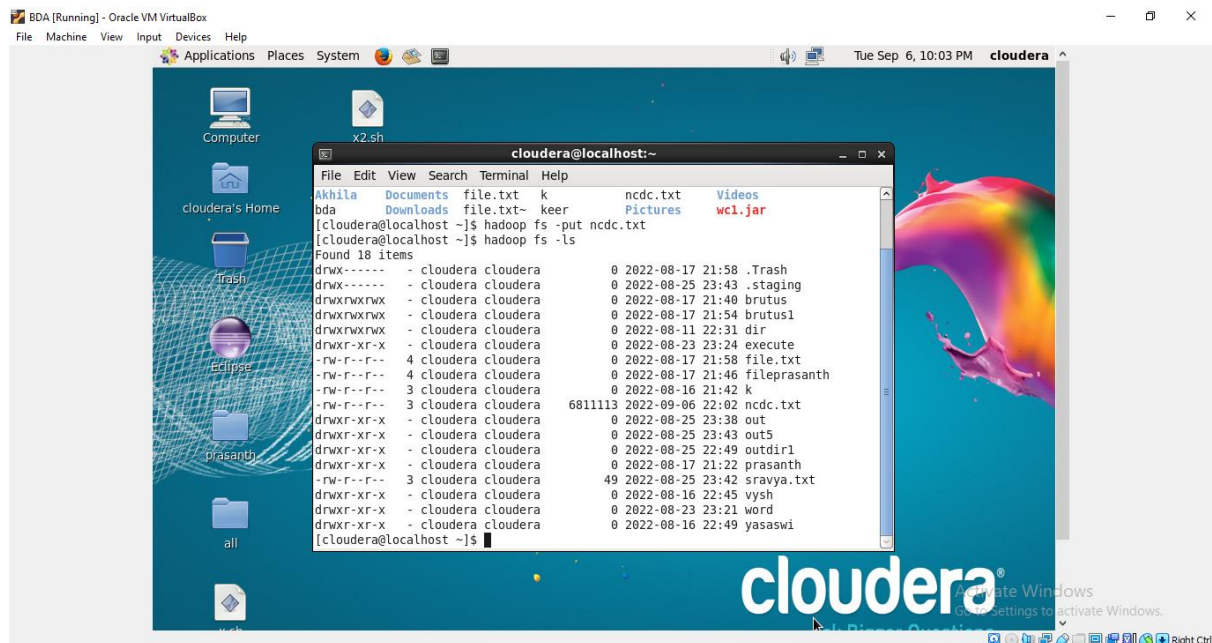 BDA [Running] - Oracle VM VirtualBox
File Machine View Input Devices Help
Applications Places System Tue Sep 6, 10:03 PM cloudera
Computer
x2.sh
cloudera's Home
Trash
Eclipse
prasanth
all
cloudera@localhost:~
File Edit View Search Terminal Help
Akhila Documents file.txt k ncdc.txt Videos
bda Downloads file.txt~ keer Pictures wc1.jar
[cloudera@localhost ~]$ hadoop fs -put ncdc.txt
[cloudera@localhost ~]$ hadoop fs -ls
Found 18 items
drwx------ - cloudera cloudera 0 2022-08-17 21:58 .Trash
drwx------ - cloudera cloudera 0 2022-08-25 23:43 .staging
drwxrwxrwx - cloudera cloudera 0 2022-08-17 21:40 brutus
drwxrwxrwx - cloudera cloudera 0 2022-08-17 21:54 brutus1
drwxrwxrwx - cloudera cloudera 0 2022-08-11 22:31 dir
drwxr-xr-x - cloudera cloudera 0 2022-08-23 23:24 execute
-rw-r--r-- 4 cloudera cloudera 0 2022-08-17 21:58 file.txt
-rw-r--r-- 4 cloudera cloudera 0 2022-08-17 21:46 fileprasanth
-rw-r--r-- 3 cloudera cloudera 0 2022-08-16 21:42 k
-rw-r--r-- 3 cloudera cloudera 6811113 2022-09-06 22:02 ncdc.txt
drwxr-xr-x - cloudera cloudera 0 2022-08-25 23:38 out
drwxr-xr-x - cloudera cloudera 0 2022-08-25 23:43 out5
drwxr-xr-x - cloudera cloudera 0 2022-08-25 22:49 outdir1
drwxr-xr-x - cloudera cloudera 0 2022-08-17 21:22 prasanth
-rw-r--r-- 3 cloudera cloudera 49 2022-08-25 23:42 sravya.txt
drwxr-xr-x - cloudera cloudera 0 2022-08-16 22:45 vysh
drwxr-xr-x - cloudera cloudera 0 2022-08-23 23:21 word
drwxr-xr-x - cloudera cloudera 0 2022-08-16 22:49 yasaswi
[cloudera@localhost ~]$
cloudera®
Activate Windows
Go to Settings to activate Windows.
Right Ctrl